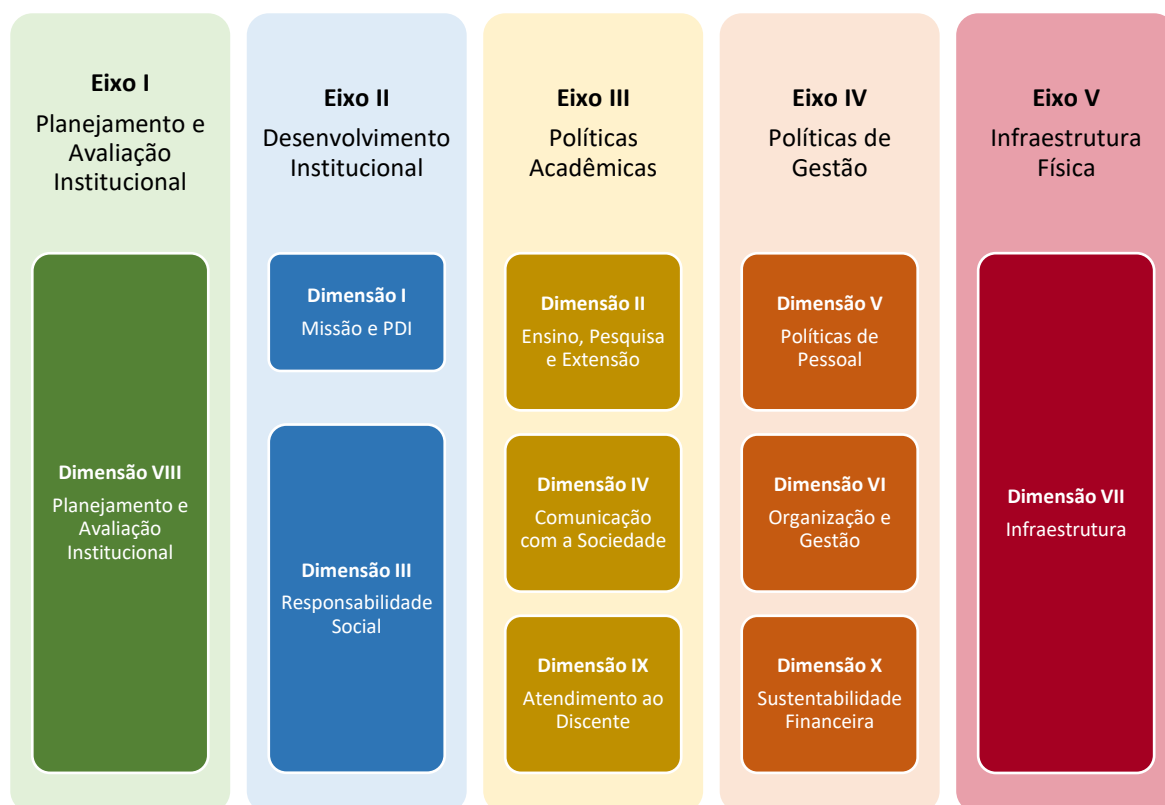 Eixo I
Planejamento e
Avaliação
Institucional
Dimensão VIII
Planejamento e
Avaliação
Institucional
Eixo II
Desenvolvimento
Institucional
Dimensão I
Missão e PDI
Dimensão III
Responsabilidade
Social
Eixo III
Políticas
Acadêmicas
Dimensão II
Ensino, Pesquisa
e Extensão
Dimensão IV
Comunicação
com a Sociedade
Dimensão IX
Atendimento ao
Discente
Eixo IV
Políticas de
Gestão
Dimensão V
Políticas de
Pessoal
Dimensão VI
Organização e
Gestão
Dimensão X
Sustentabilidade
Financeira
Eixo V
Infraestrutura
Física
Dimensão VII
Infraestrutura